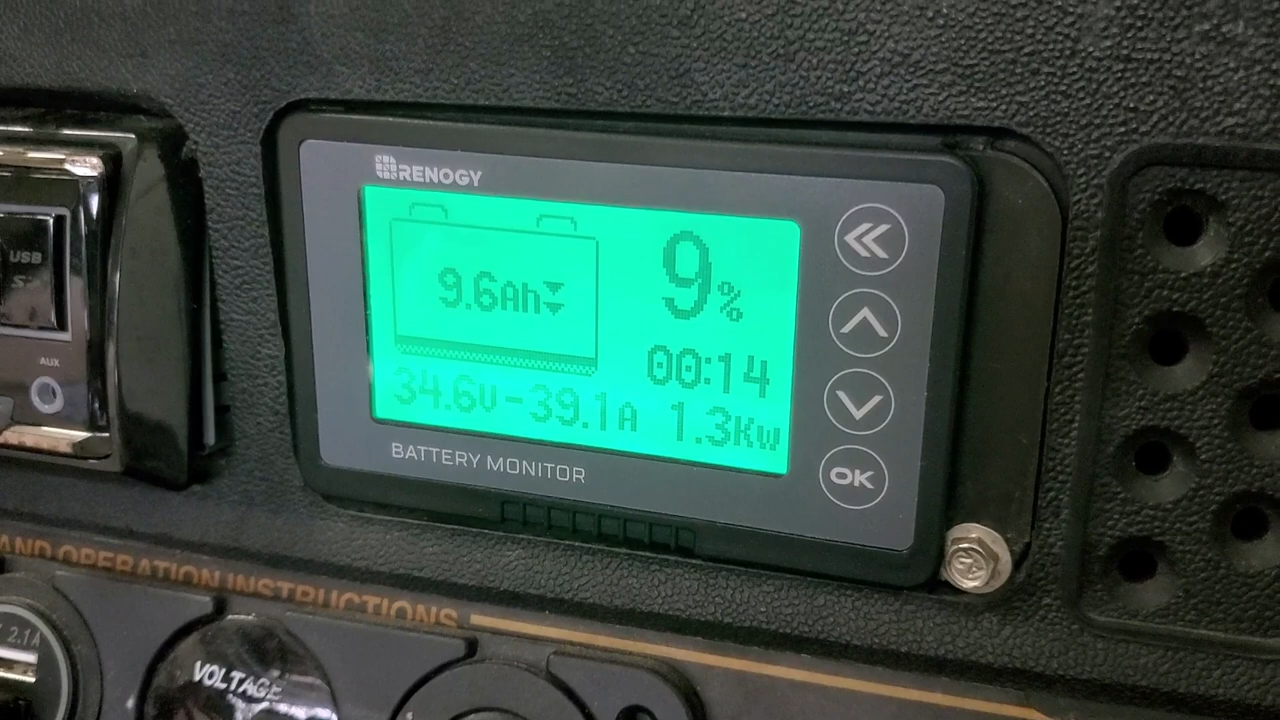 RENOGY
9.6Ah
9%
00:14
34.6V -39.1A 1.3Kw
BATTERY MONITOR
OK
USB
AUX
AND OPERATION INSTRUCTIONS
2.1A
VOLTAGE